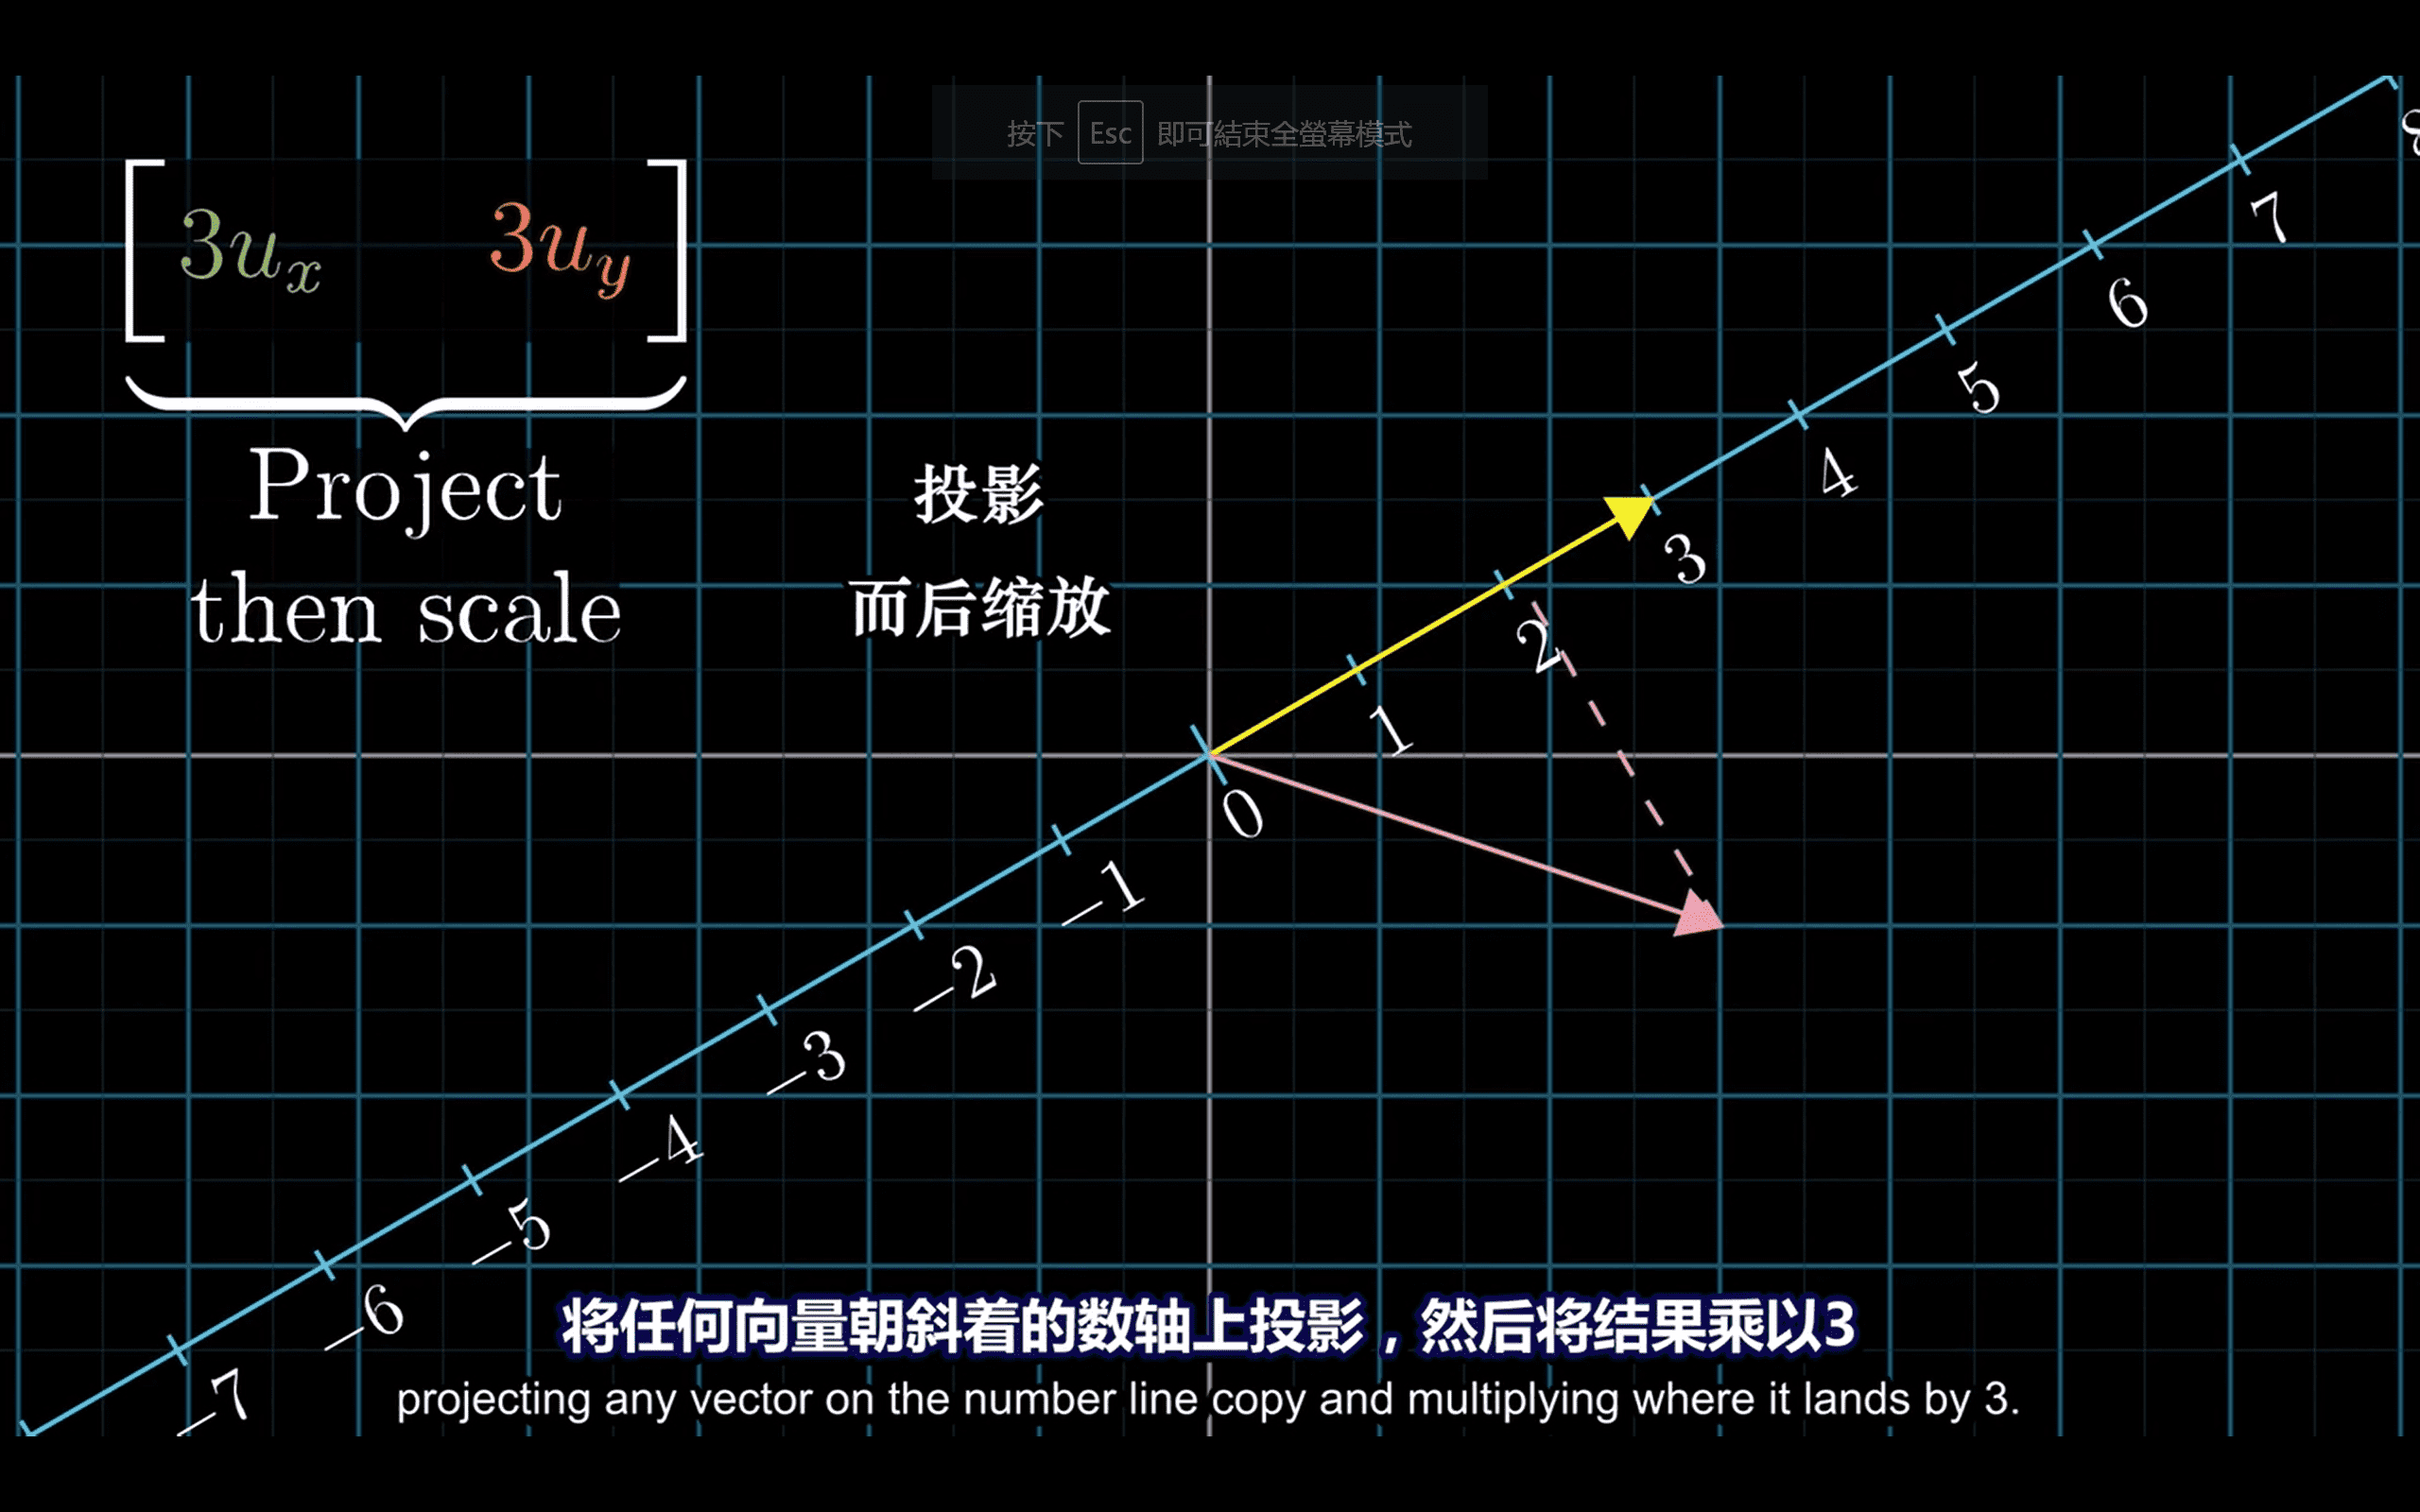 按下 Esc 即可結束全螢幕模式
[3u_x 3u_y]
Project
then scale
投影
而后缩放
8
7
6
5
4
3
2
1
0
−1
−2
−3
−4
−5
−6
−7
将任何向量朝斜着的数轴上投影，然后将结果乘以3
projecting any vector on the number line copy and multiplying where it lands by 3.